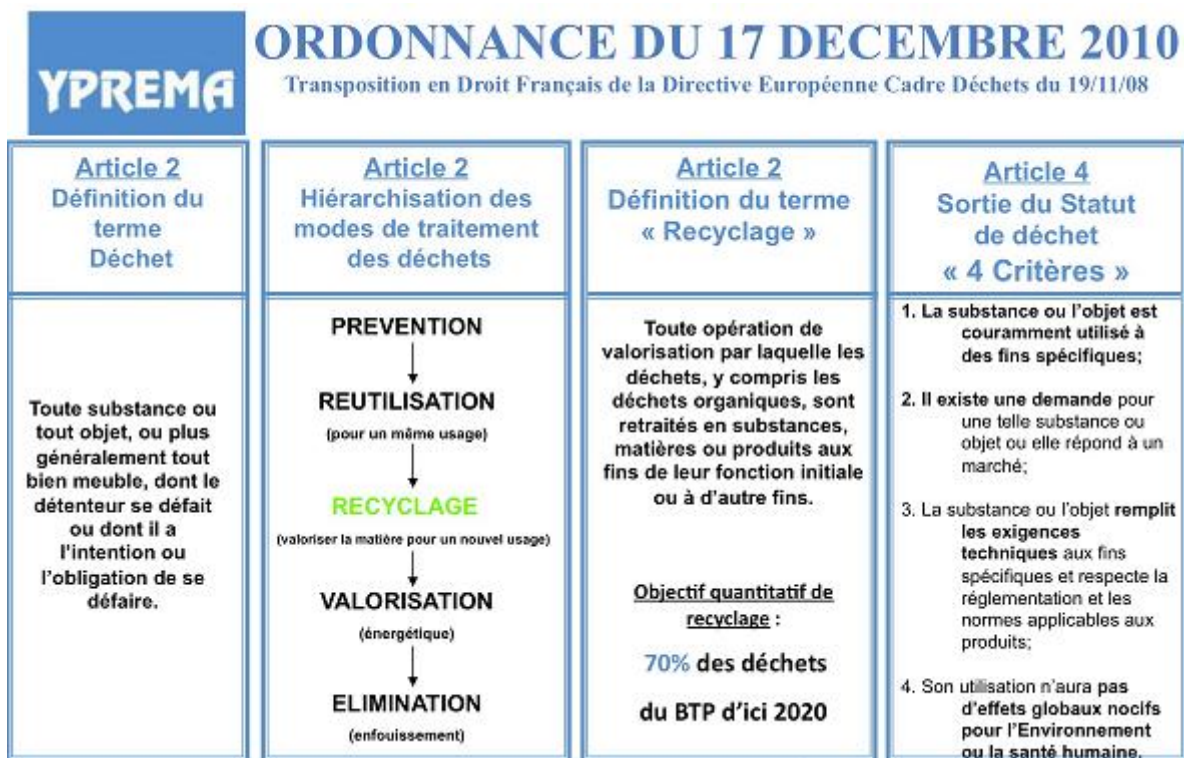 YPREMA
ORDONNANCE DU 17 DECEMBRE 2010
Transposition en Droit Français de la Directive Européenne Cadre Déchets du 19/11/08
Article 2
Définition du
terme
Déchet
Toute substance ou
tout objet, ou plus
généralement tout
bien meuble, dont le
détenteur se défait
ou dont il a
l'intention ou
l'obligation de se
défaire.
Article 2
Hiérarchisation des
modes de traitement
des déchets
PREVENTION
REUTILISATION
(pour un même usage)
RECYCLAGE
(valoriser la matière pour un nouvel usage)
VALORISATION
(énergétique)
ELIMINATION
(enfouissement)
Article 2
Définition du terme
« Recyclage »
Toute opération de
valorisation par laquelle les
déchets, y compris les
déchets organiques, sont
retraités en substances,
matières ou produits aux
fins de leur fonction initiale
ou à d'autre fins.
Objectif quantitatif de
recyclage :
70% des déchets
du BTP d'ici 2020
Article 4
Sortie du Statut
de déchet
« 4 Critères »
1. La substance ou l'objet est
couramment utilisé à
des fins spécifiques;
2. Il existe une demande pour
une telle substance ou
objet ou elle répond à un
marché;
3. La substance ou l'objet remplit
les exigences
techniques aux fins
spécifiques et respecte la
réglementation et les
normes applicables aux
produits;
4. Son utilisation n'aura pas
d'effets globaux nocifs
pour l'Environnement
ou la santé humaine.